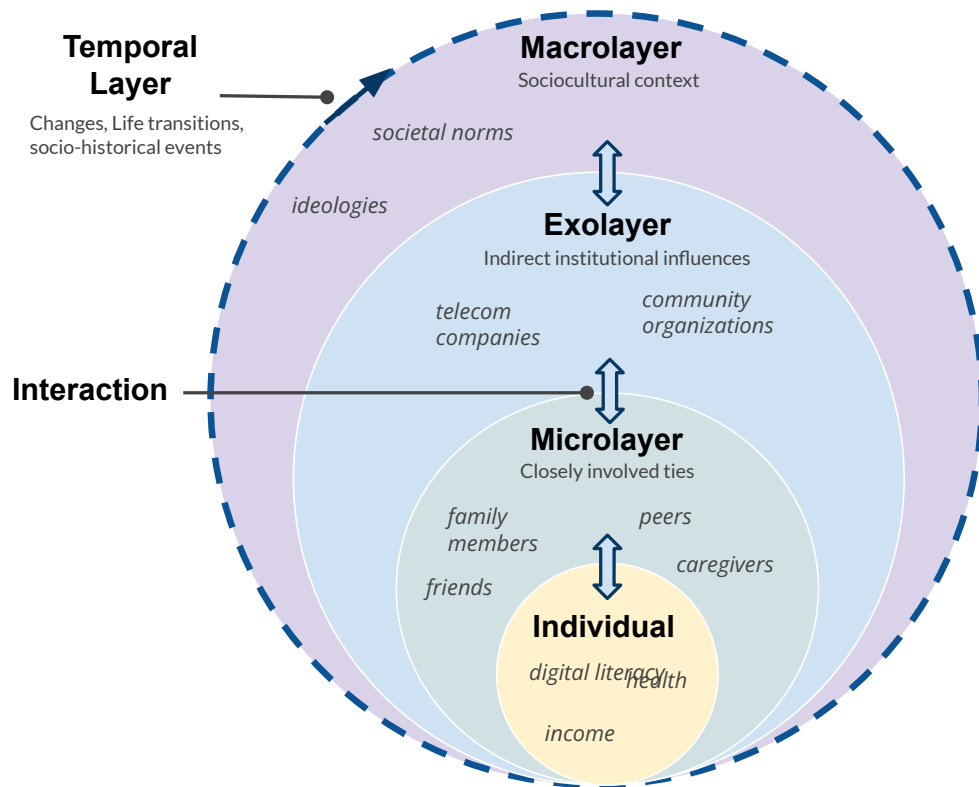 Temporal
Layer
Changes, Life transitions,
socio-historical events
Macrolayer
Sociocultural context
societal norms
ideologies
Exolayer
Indirect institutional influences
telecom
companies
community
organizations
Interaction
Microlayer
Closely involved ties
family
members
peers
friends
caregivers
Individual
digital literacy
health
income